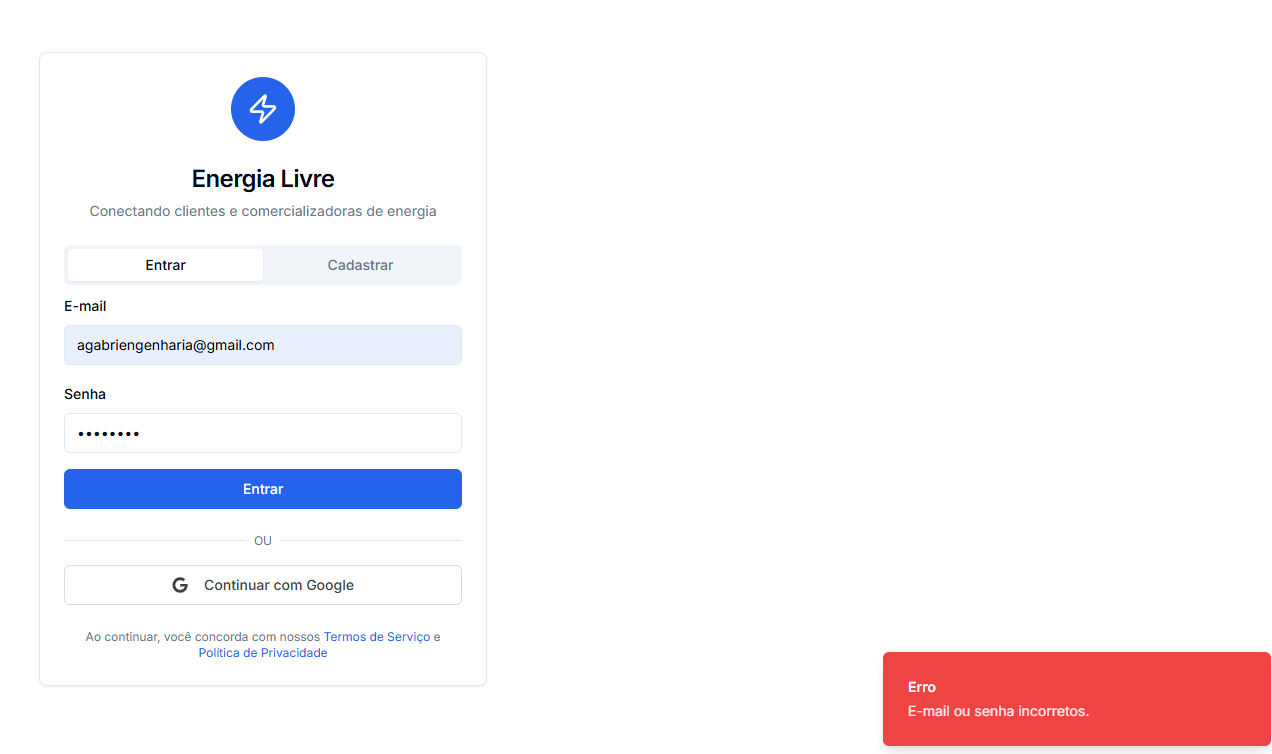 Energia Livre
Conectando clientes e comercializadoras de energia
Entrar
Cadastrar
E-mail
agabriengenharia@gmail.com
Senha
••••••••
Entrar
OU
Continuar com Google
Ao continuar, você concorda com nossos Termos de Serviço e
Política de Privacidade
Erro
E-mail ou senha incorretos.